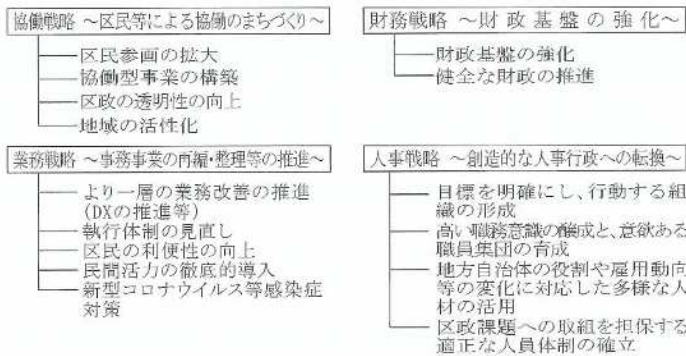 協働戦略 ～区民等による協働のまちづくり～
区民参画の拡大
協働型事業の構築
区政の透明性の向上
地域の活性化
財務戦略 ～財政基盤の強化～
財政基盤の強化
健全な財政の推進
業務戦略 ～事務事業の再編・整理等の推進～
より一層の業務改善の推進
(DXの推進等)
執行体制の見直し
区民の利便性の向上
民間活力の徹底的導入
新型コロナウイルス等感染症
対策
人事戦略 ～創造的な人事行政への転換～
目標を明確にし、行動する組
織の形成
高い職務意識の醸成と、意欲ある
職員集団の育成
地方自治体の役割や雇用動向
等の変化に対応した多様な人
材の活用
区政課題への取組を担保する
適正な人員体制の確立